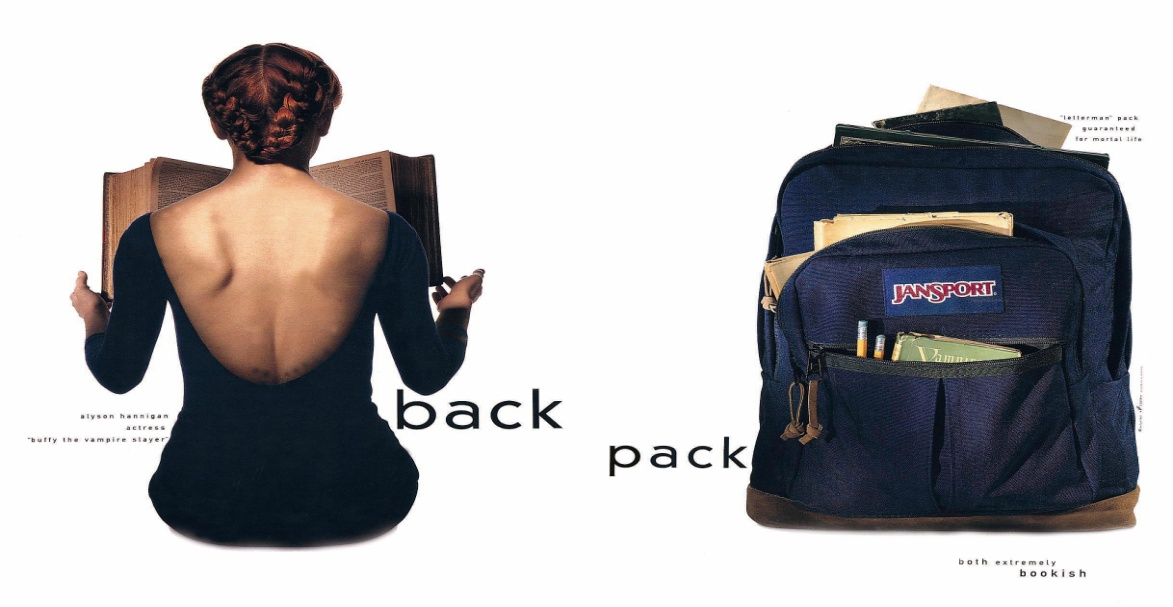 alyson hannigan
actress
"buffy the vampire slayer"
back
pack
"letterman" pack
guaranteed
for mortal life
JANSPORT
both extremely
bookish